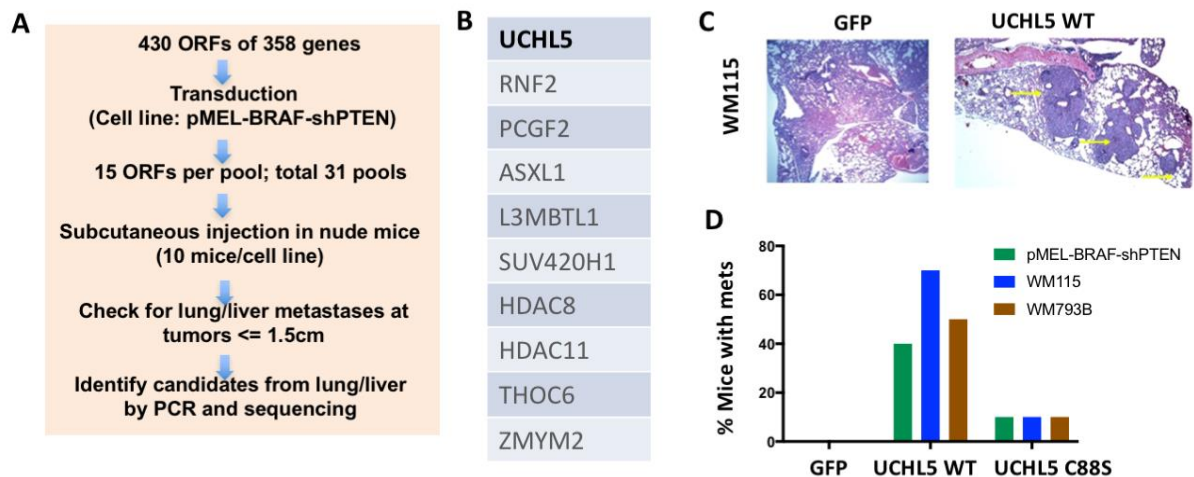 A
430 ORFs of 358 genes
Transduction
(Cell line: pMEL-BRAF-shPTEN)
15 ORFs per pool; total 31 pools
Subcutaneous injection in nude mice
(10 mice/cell line)
Check for lung/liver metastases at
tumors <= 1.5cm
Identify candidates from lung/liver
by PCR and sequencing
B
UCHL5
RNF2
PCGF2
ASXL1
L3MBTL1
SUV420H1
HDAC8
HDAC11
THOC6
ZMYM2
C
GFP
UCHL5 WT
WM115
D
% Mice with mets
80
60
40
20
0
GFP
UCHL5 WT
UCHL5 C88S
pMEL-BRAF-shPTEN
WM115
WM793B